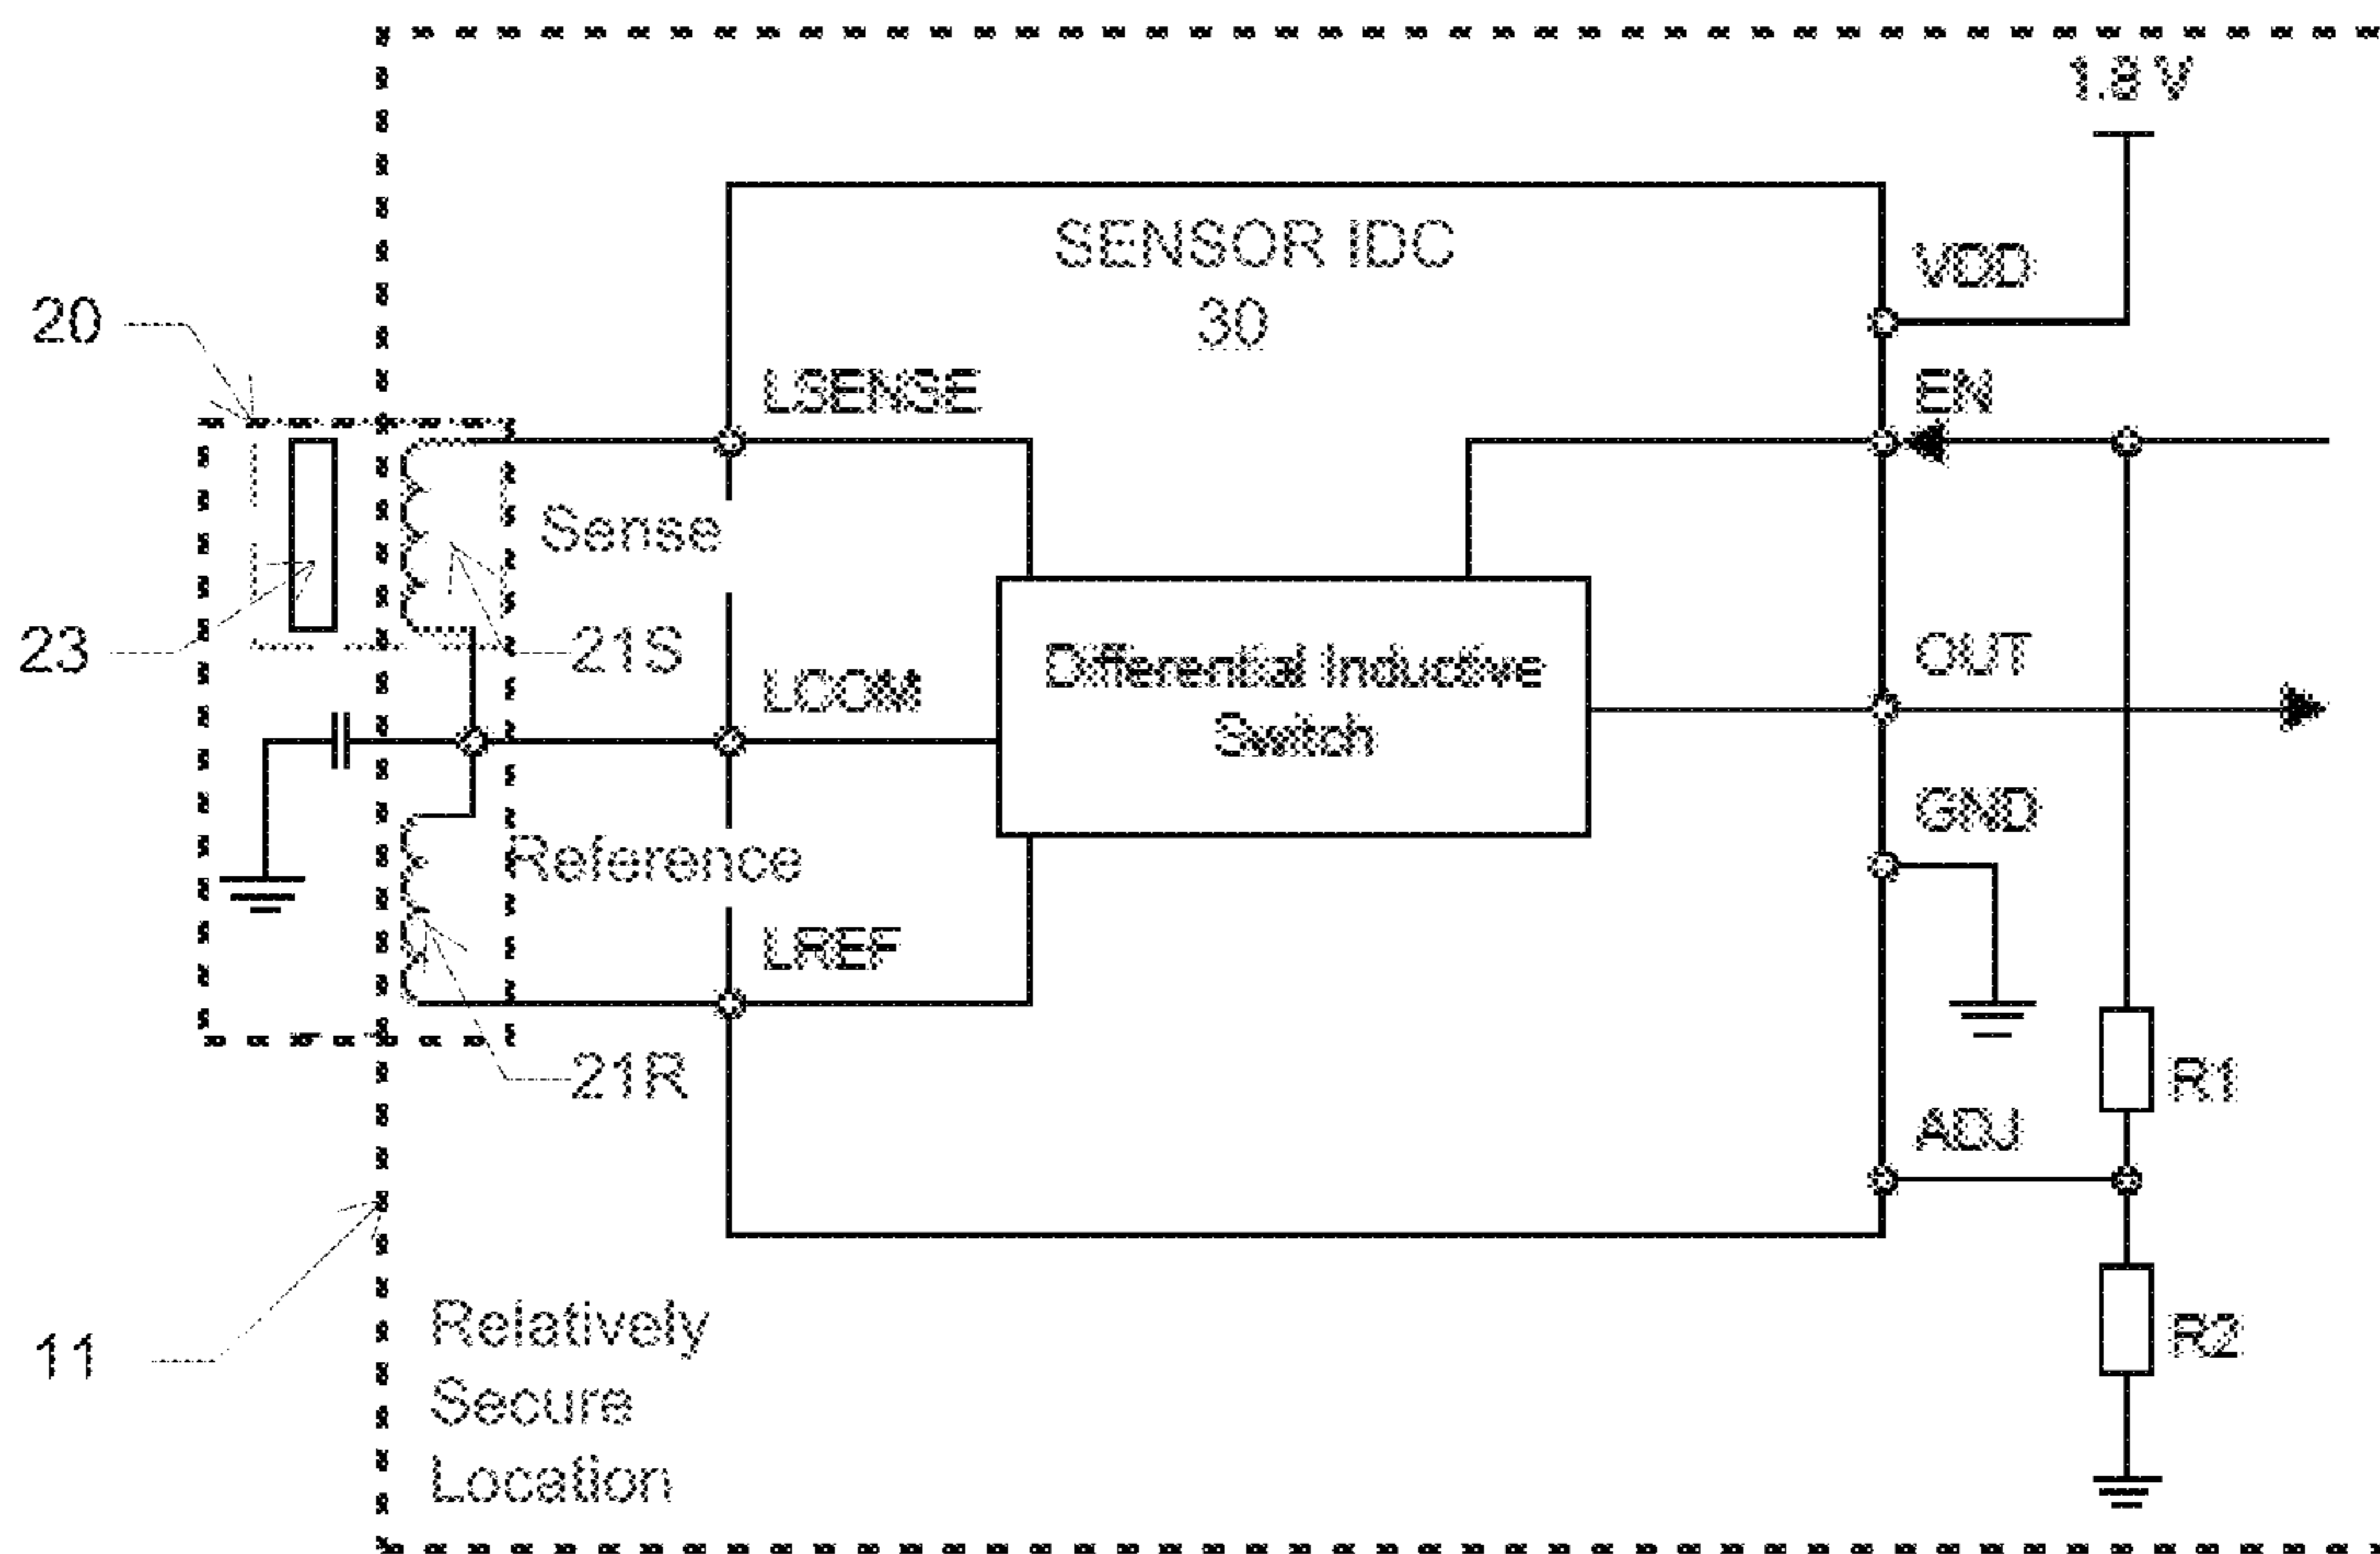 1.8 V
SENSOR IDC
30
VDD
20
LSENSE
EN
Sense
23
21S
LCOM
Differential Inductive
Switch
OUT
GND
Reference
LREF
21R
R1
ADJ
11
Relatively
Secure
Location
R2